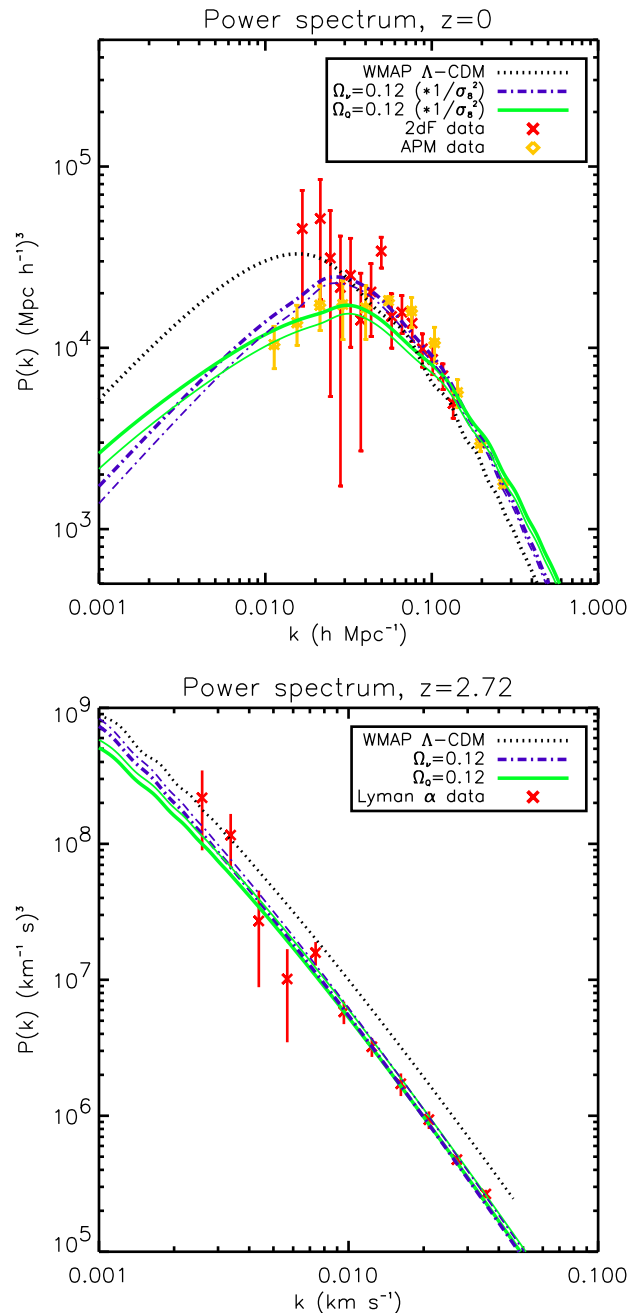 Power spectrum, z=0
WMAP Λ-CDM
Ων=0.12 (*1/σ₈²)
ΩQ=0.12 (*1/σ₈²)
2dF data
APM data
10⁵
10⁴
10³
P(k) (Mpc h⁻¹)³
0.001 0.010 0.100 1.000
k (h Mpc⁻¹)
Power spectrum, z=2.72
WMAP Λ-CDM
Ων=0.12
ΩQ=0.12
Lyman α data
10⁹
10⁸
10⁷
10⁶
10⁵
P(k) (km⁻¹ s)³
0.001 0.010 0.100
k (km s⁻¹)